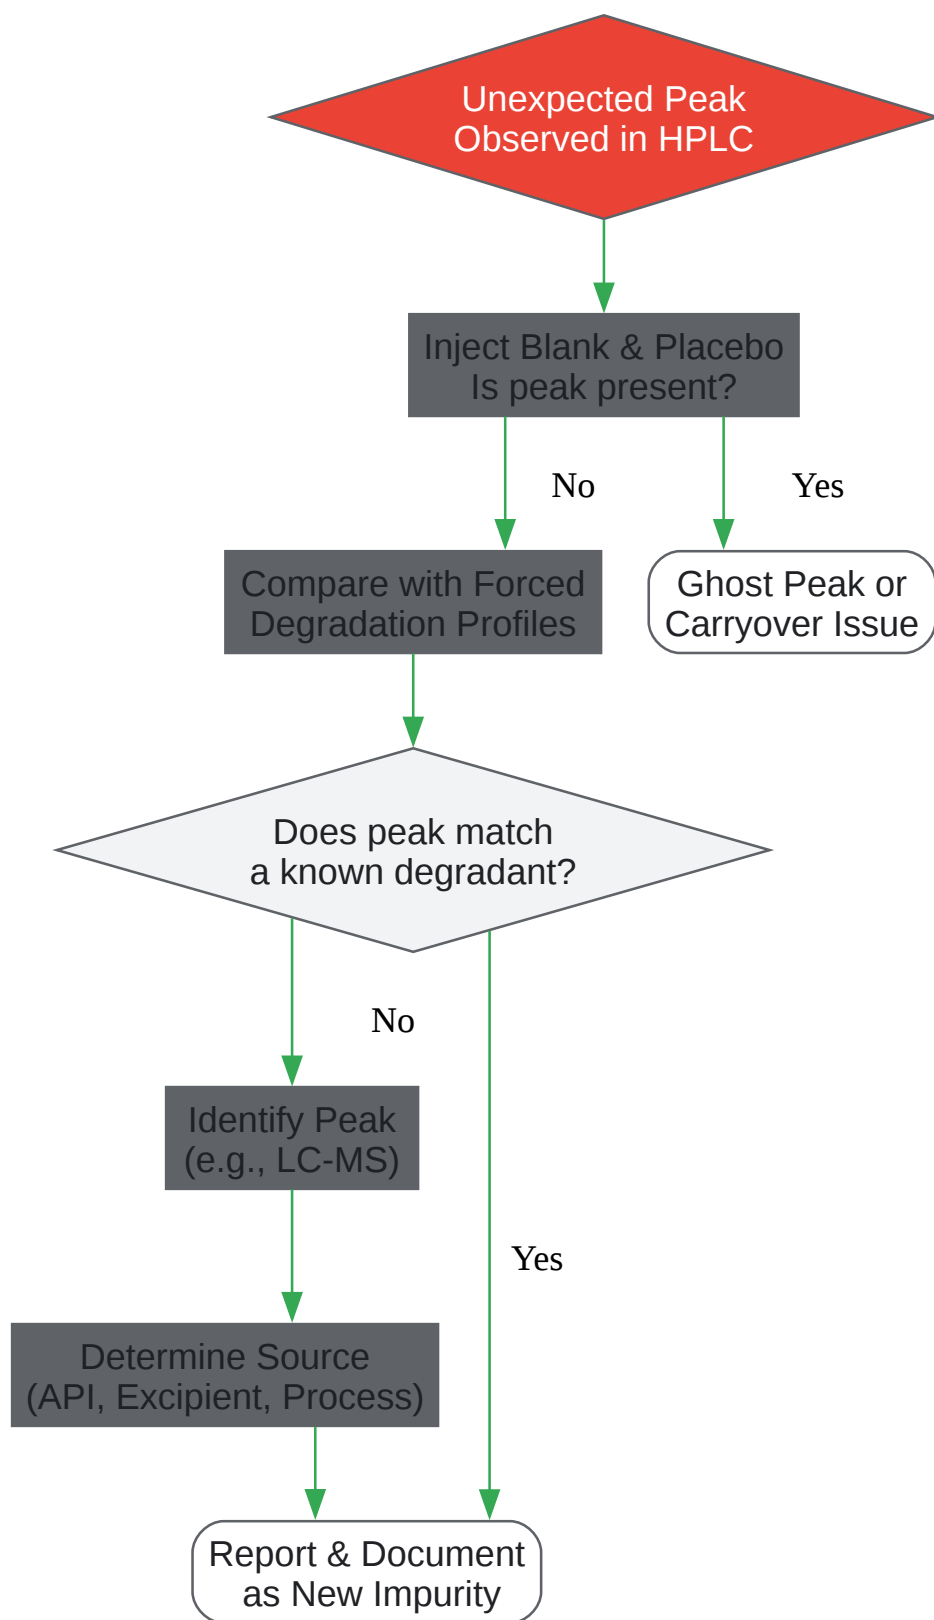 Unexpected Peak
Observed in HPLC
Inject Blank & Placebo
Is peak present?
No
Yes
Compare with Forced
Degradation Profiles
Ghost Peak or
Carryover Issue
Does peak match
a known degradant?
No
Identify Peak
(e.g., LC-MS)
Yes
Determine Source
(API, Excipient, Process)
Report & Document
as New Impurity